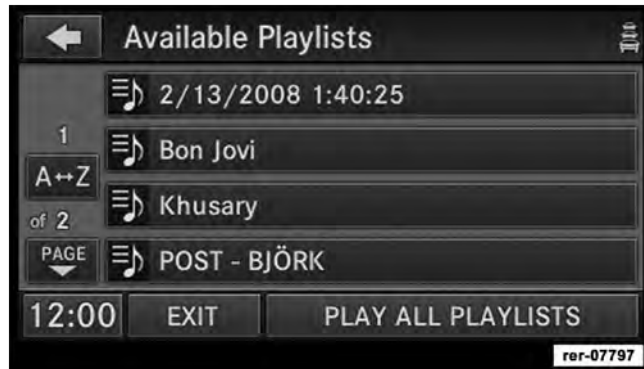 Available Playlists
2/13/2008 1:40:25
Bon Jovi
Khusary
POST - BJÖRK
1
A↔Z
of 2
PAGE
12:00 EXIT PLAY ALL PLAYLISTS
rer-07797